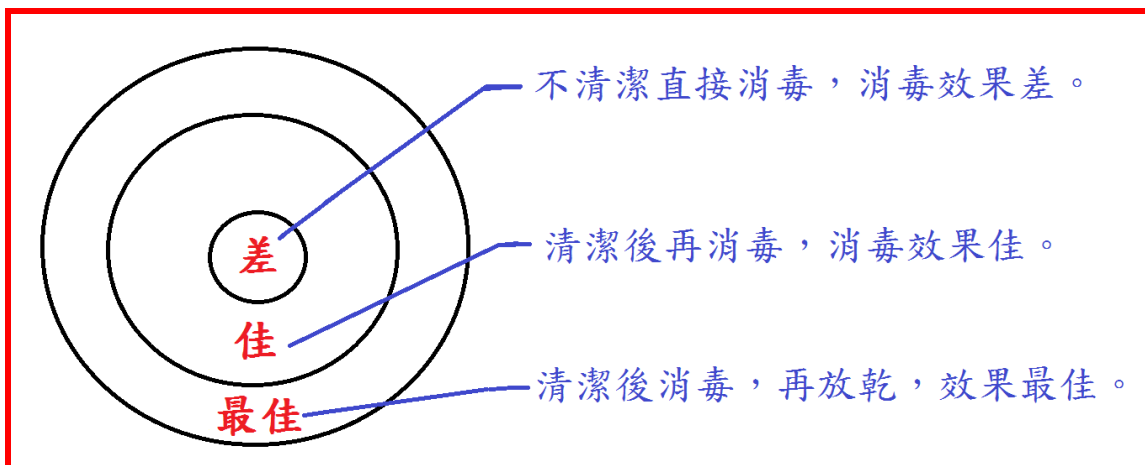 不清潔直接消毒，消毒效果差。
差
清潔後再消毒，消毒效果佳。
佳
清潔後消毒，再放乾，效果最佳。
最佳